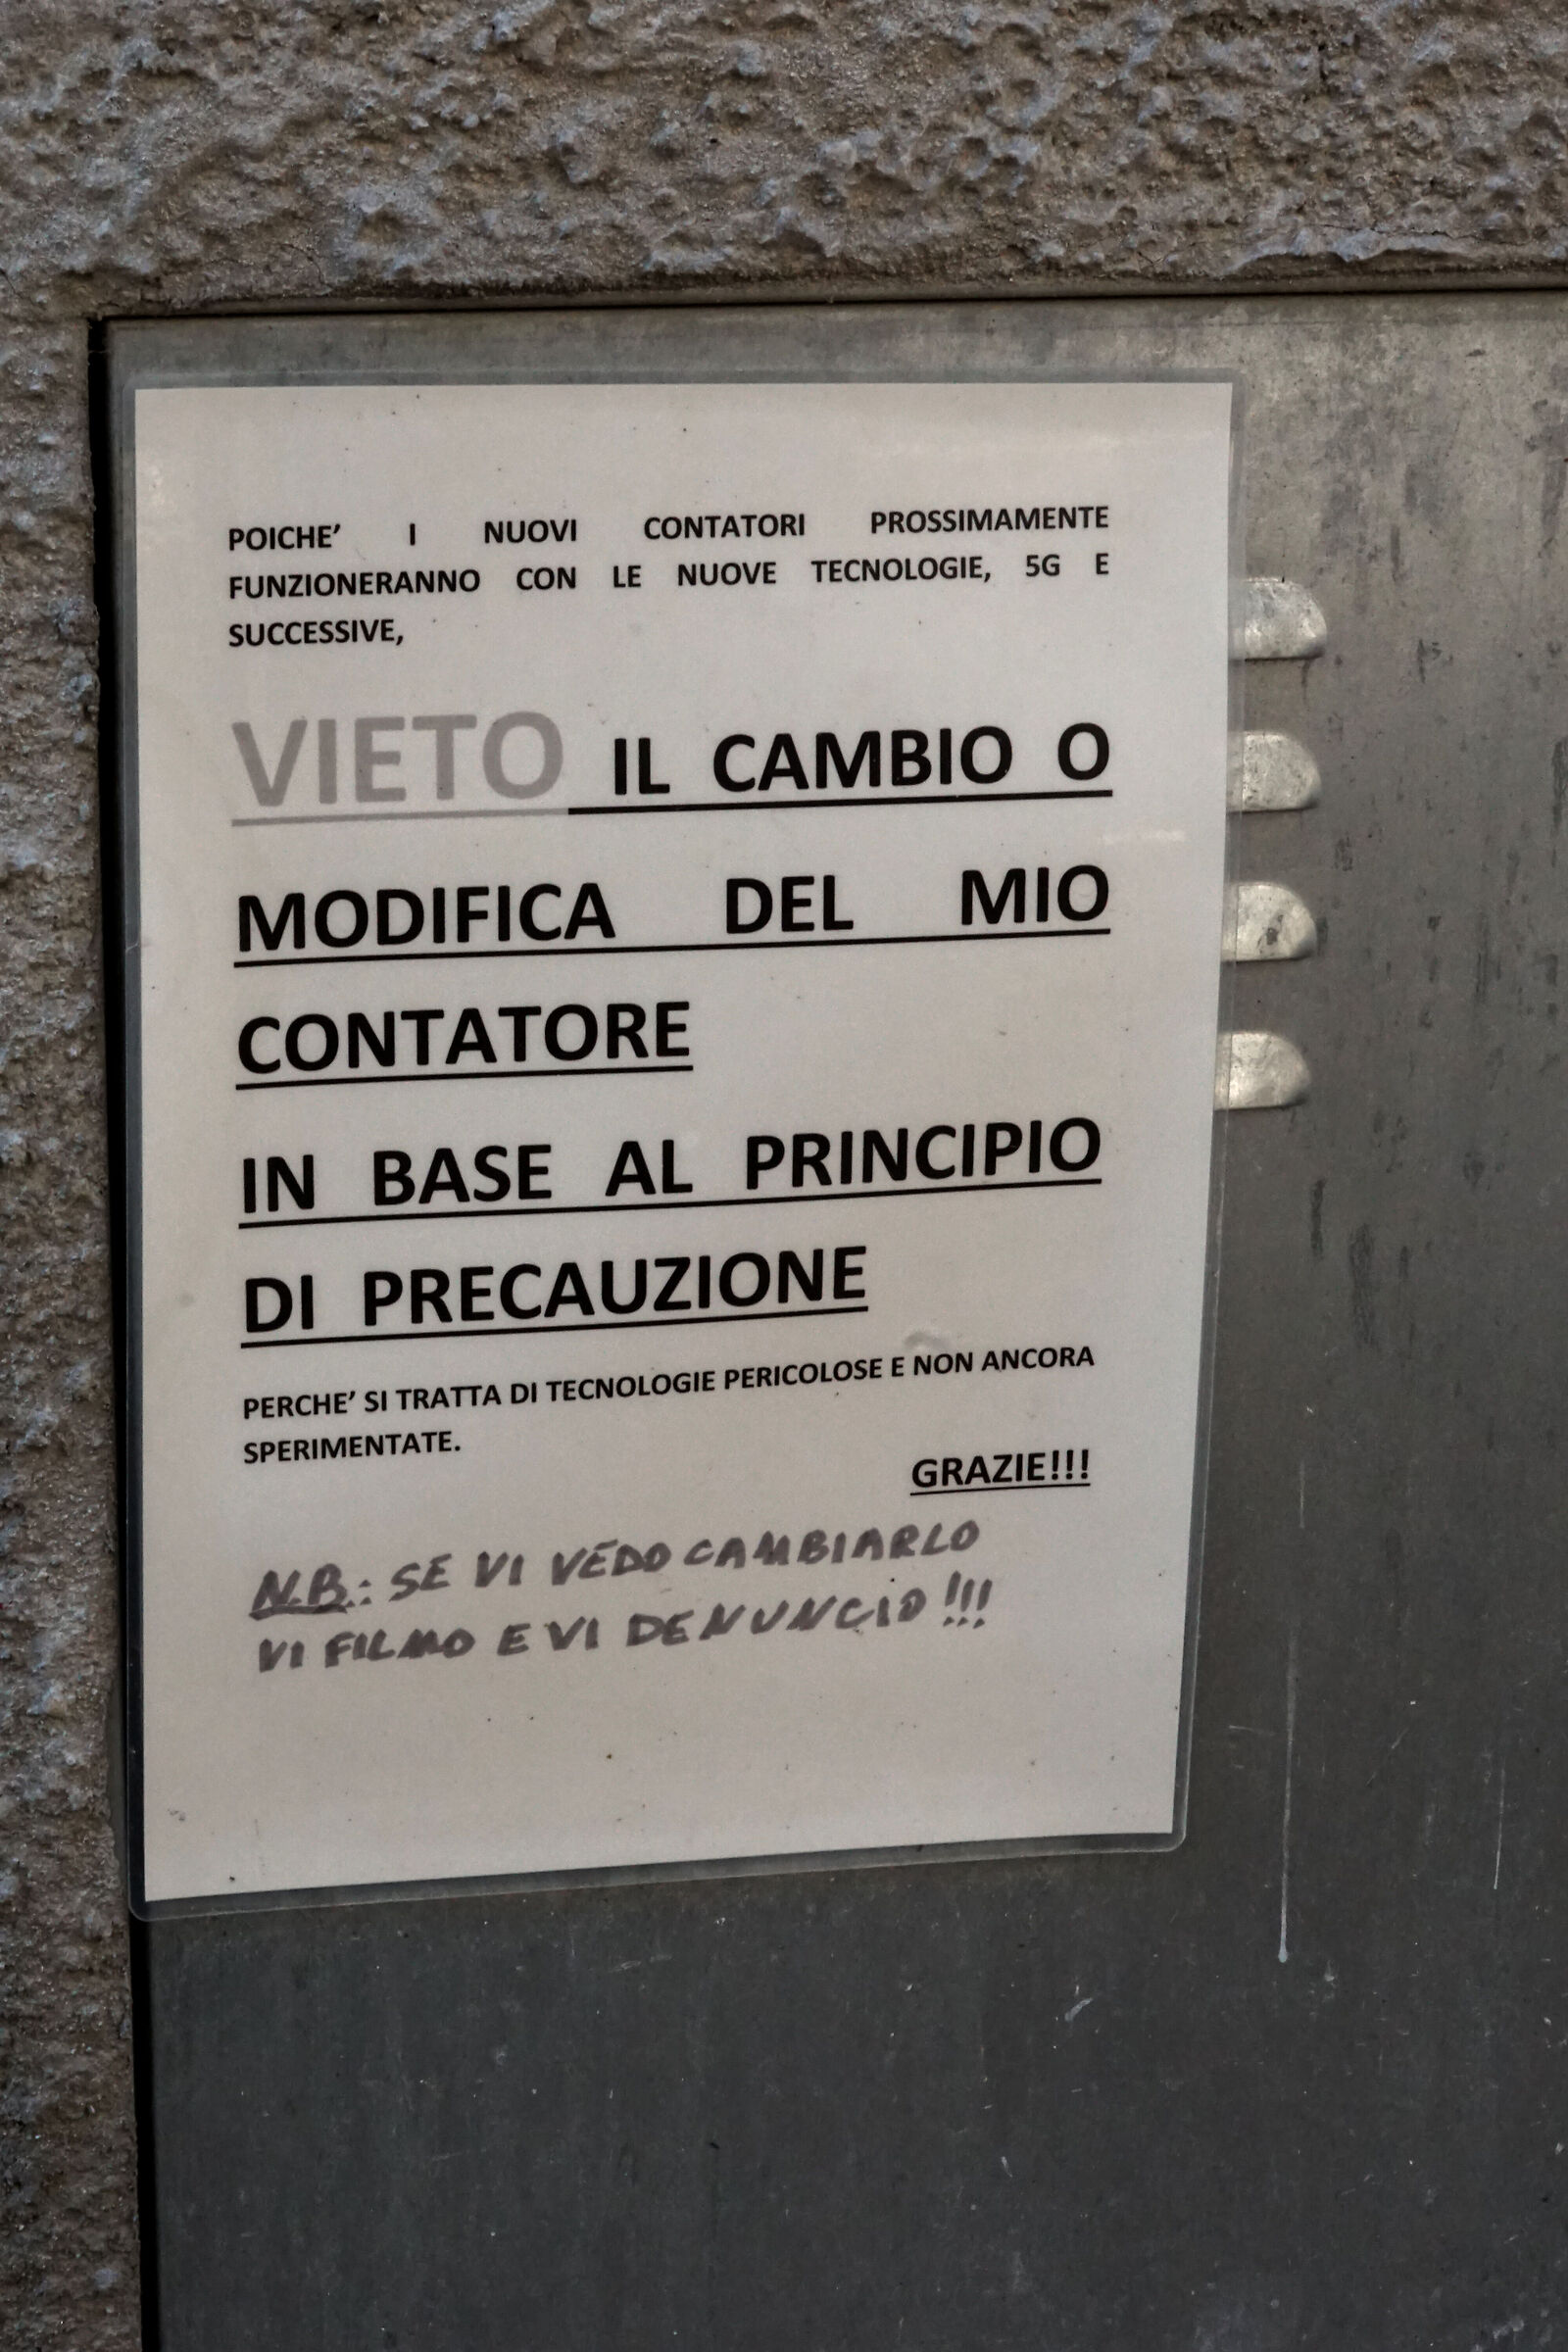 POICHE' I NUOVI CONTATORI PROSSIMAMENTE
FUNZIONERANNO CON LE NUOVE TECNOLOGIE, 5G E
SUCCESSIVE,
VIETO IL CAMBIO O
MODIFICA DEL MIO
CONTATORE
IN BASE AL PRINCIPIO
DI PRECAUZIONE
PERCHE' SI TRATTA DI TECNOLOGIE PERICOLOSE E NON ANCORA
SPERIMENTATE.
GRAZIE!!!
N.B.: SE VI VEDO CAMBIARLO
VI FILMO E VI DENUNCIO!!!